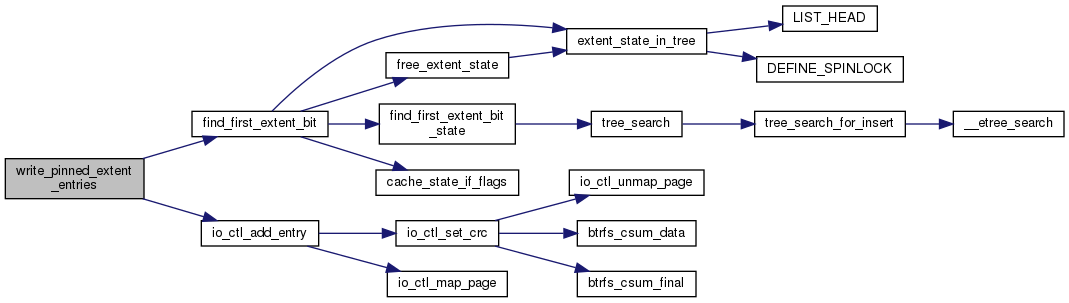 LIST_HEAD
extent_state_in_tree
free_extent_state
DEFINE_SPINLOCK
find_first_extent_bit
find_first_extent_bit
_state
tree_search
tree_search_for_insert
__etree_search
write_pinned_extent
_entries
cache_state_if_flags
io_ctl_unmap_page
io_ctl_add_entry
io_ctl_set_crc
btrfs_csum_data
io_ctl_map_page
btrfs_csum_final